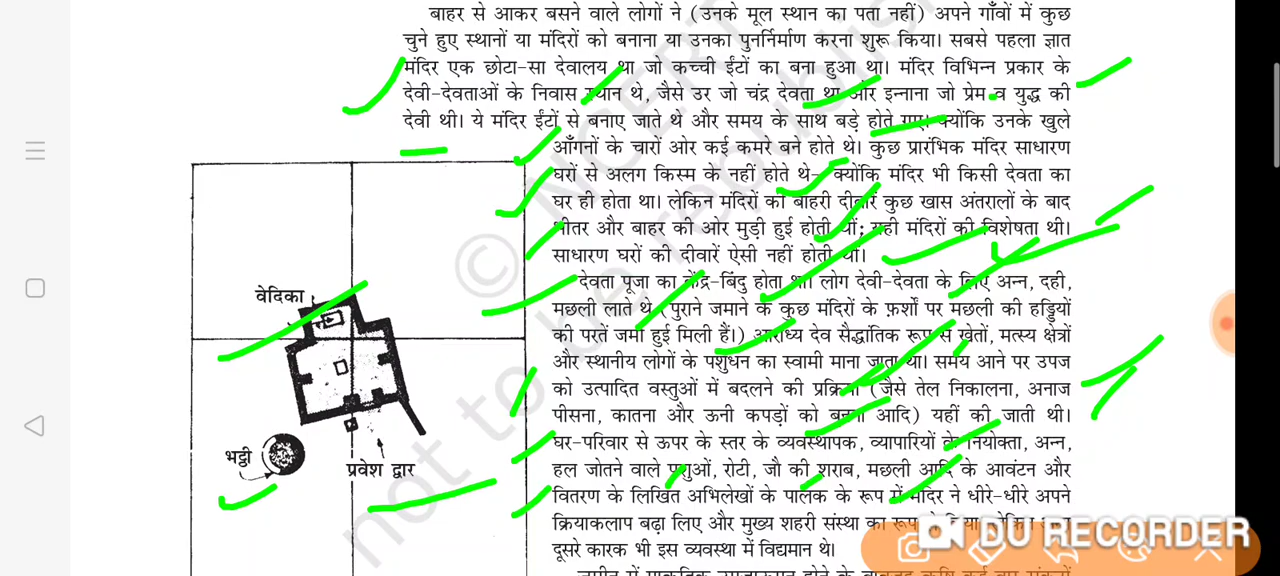 बाहर से आकर बसने वाले लोगों ने (उनके मूल स्थान का पता नहीं) अपने गाँवों में कुछ
चुने हुए स्थानों या मंदिरों को बनाना या उनका पुनर्निर्माण करना शुरू किया। सबसे पहला ज्ञात
मंदिर एक छोटा-सा देवालय था जो कच्ची ईंटों का बना हुआ था। मंदिर विभिन्न प्रकार के
देवी-देवताओं के निवास स्थान थे, जैसे उर जो चंद्र देवता था और इन्नाना जो प्रेम व युद्ध की
देवी थी। ये मंदिर ईंटों से बनाए जाते थे और समय के साथ बड़े होते गए। क्योंकि उनके खुले
आँगनों के चारों ओर कई कमरे बने होते थे। कुछ प्रारंभिक मंदिर साधारण
घरों से अलग किस्म के नहीं होते थे- क्योंकि मंदिर भी किसी देवता का
घर ही होता था। लेकिन मंदिरों की बाहरी दीवारें कुछ खास अंतरालों के बाद
भीतर और बाहर की ओर मुड़ी हुई होती थीं; यही मंदिरों की विशेषता थी।
साधारण घरों की दीवारें ऐसी नहीं होती थीं।
देवता पूजा का केंद्र-बिंदु होता था। लोग देवी-देवता के लिए अन्न, दही,
मछली लाते थे (पुराने जमाने के कुछ मंदिरों के फ़र्शों पर मछली की हड्डियों
की परतें जमी हुई मिली हैं।) आराध्य देव सैद्धांतिक रूप से खेतों, मत्स्य क्षेत्रों
और स्थानीय लोगों के पशुधन का स्वामी माना जाता था। समय आने पर उपज
को उत्पादित वस्तुओं में बदलने की प्रक्रिया (जैसे तेल निकालना, अनाज
पीसना, कातना और ऊनी कपड़ों को बुनना आदि) यहीं की जाती थी।
घर-परिवार से ऊपर के स्तर के व्यवस्थापक, व्यापारियों के नियोक्ता, अन्न,
हल जोतने वाले पशुओं, रोटी, जौ की शराब, मछली आदि के आवंटन और
वितरण के लिखित अभिलेखों के पालक के रूप में मंदिर ने धीरे-धीरे अपने
क्रियाकलाप बढ़ा लिए और मुख्य शहरी संस्था का रूप
दूसरे कारक भी इस व्यवस्था में विद्यमान थे।
वेदिका
भट्ठी
प्रवेश द्वार
© NCERT
not to be republished
DU RECORDER